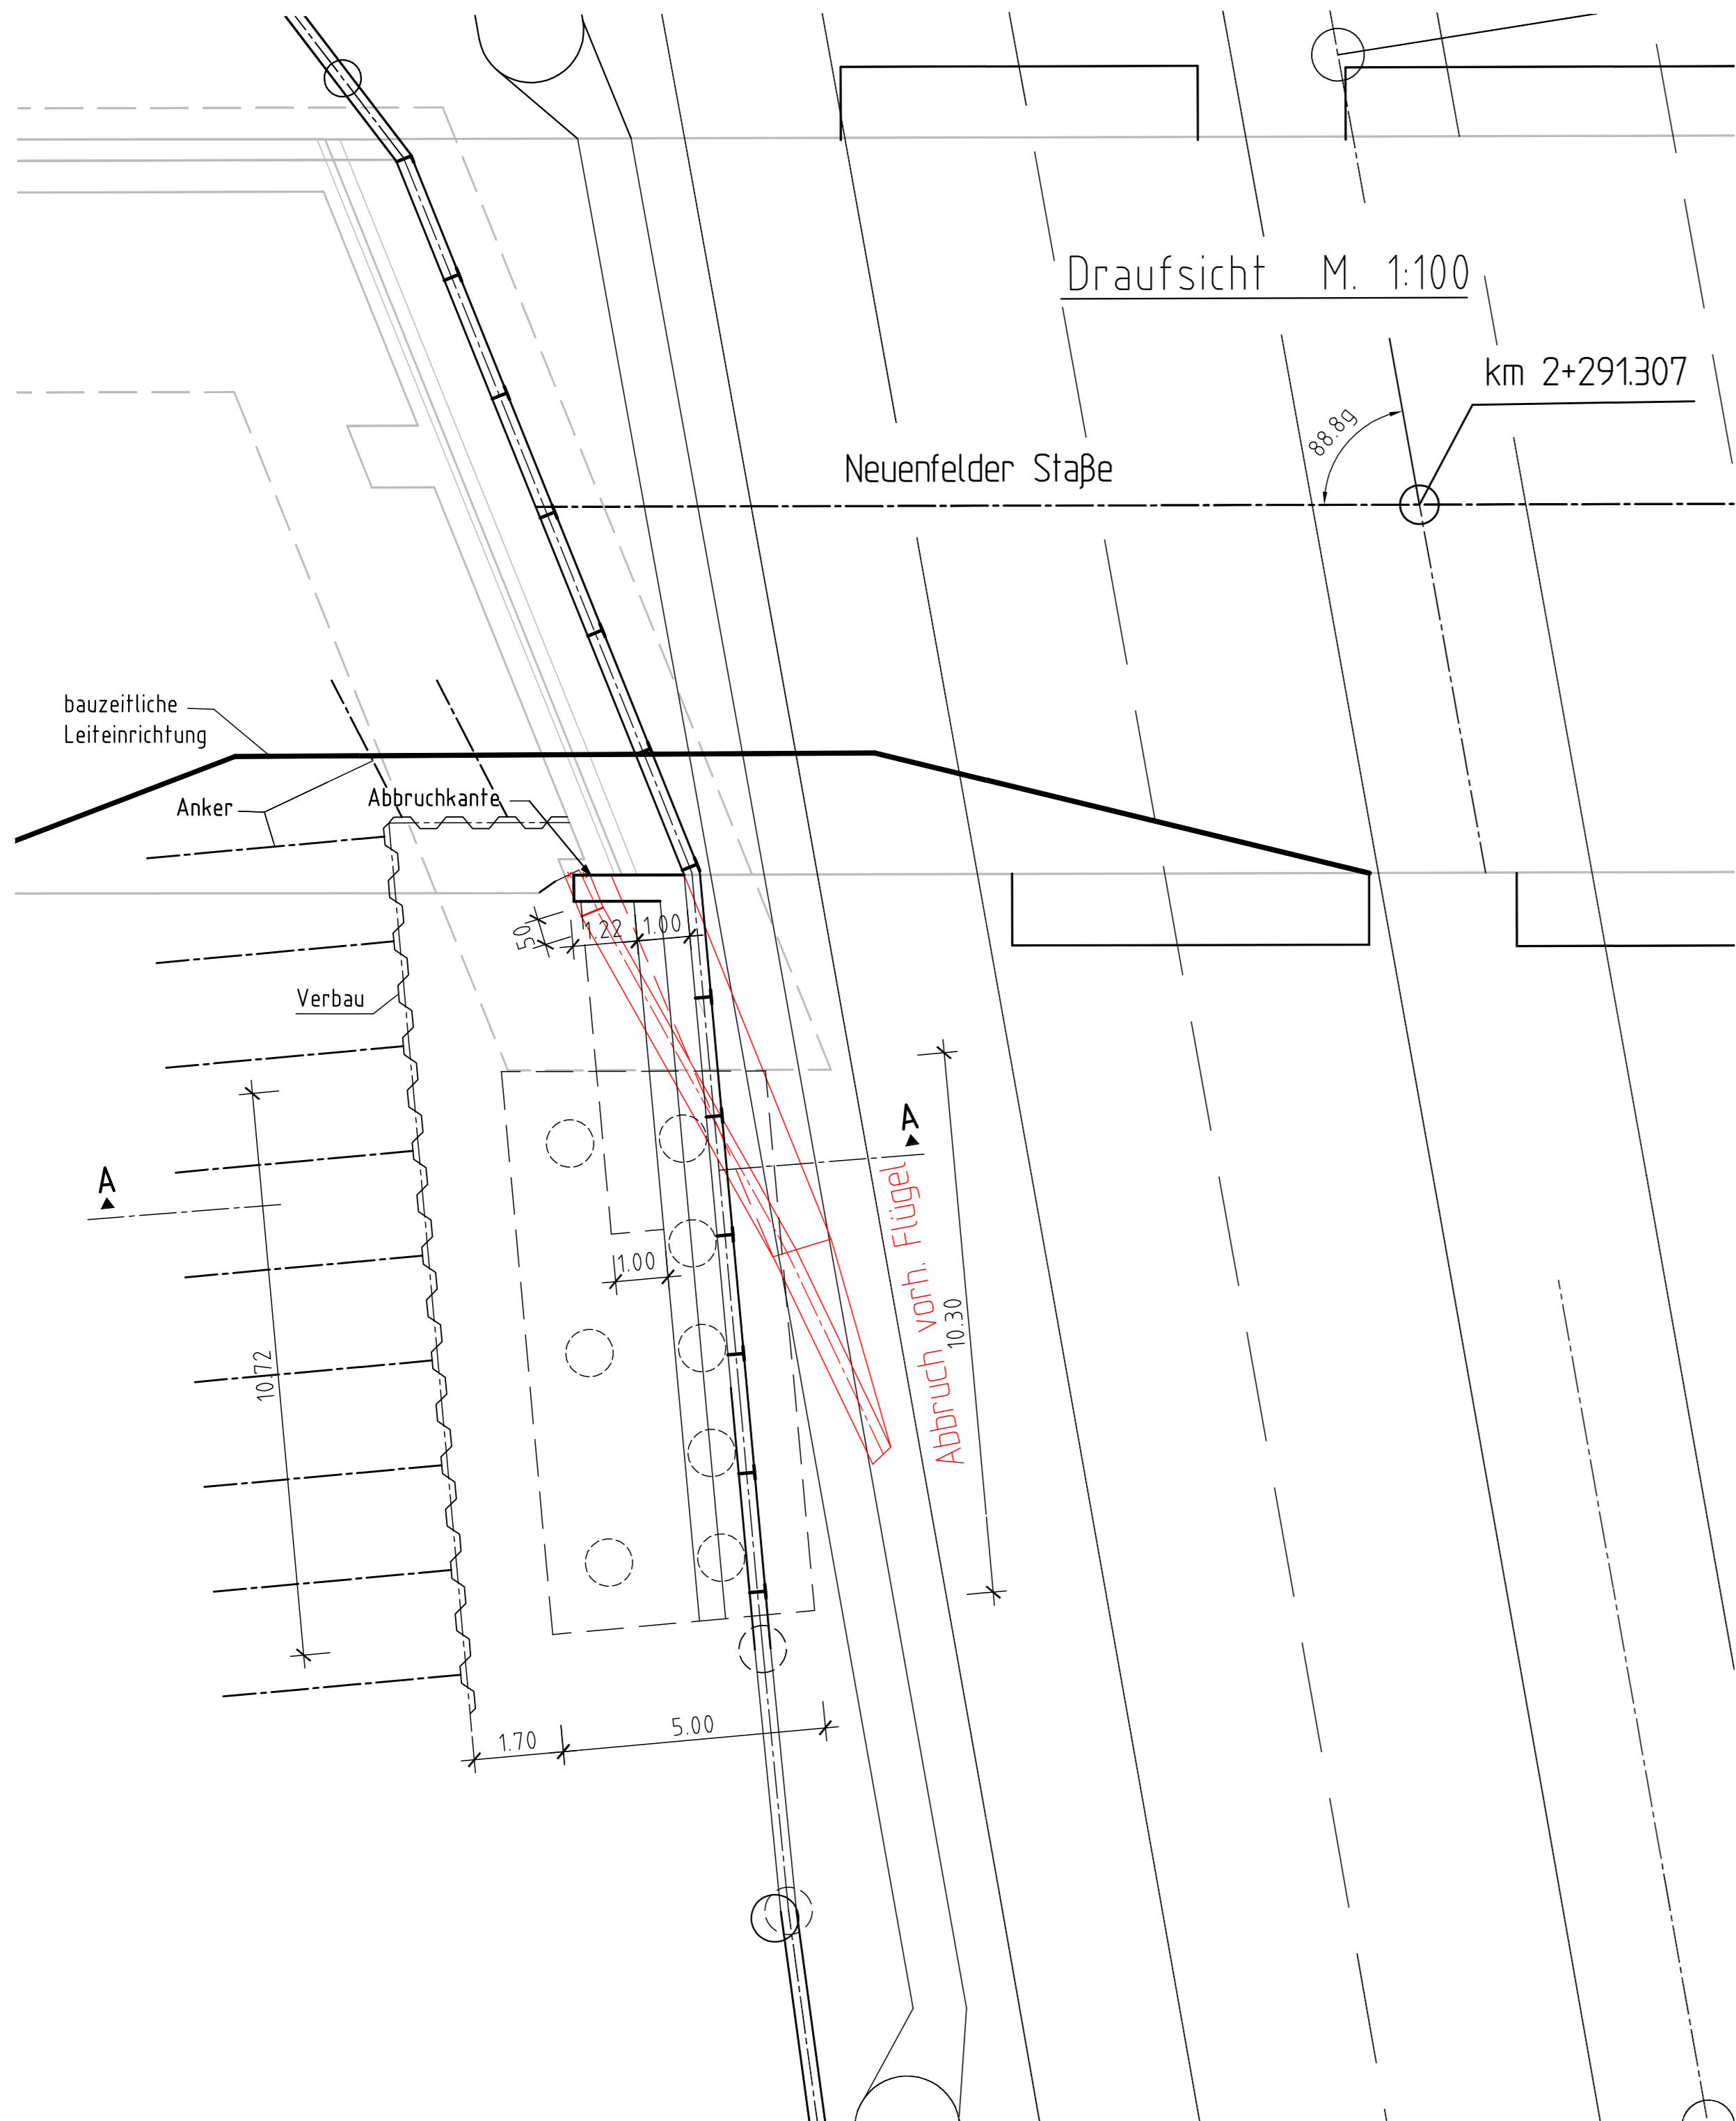 Draufsicht M. 1:100
km 2+291.307
88.8g
Neuenfelder Staße
bauzeitliche
Leiteinrichtung
Anker
Abbruchkante
50
1.22
1.00
Verbau
A
A
Abbruch vorh. Flügel
1.00
10.30
10.72
1.70
5.00